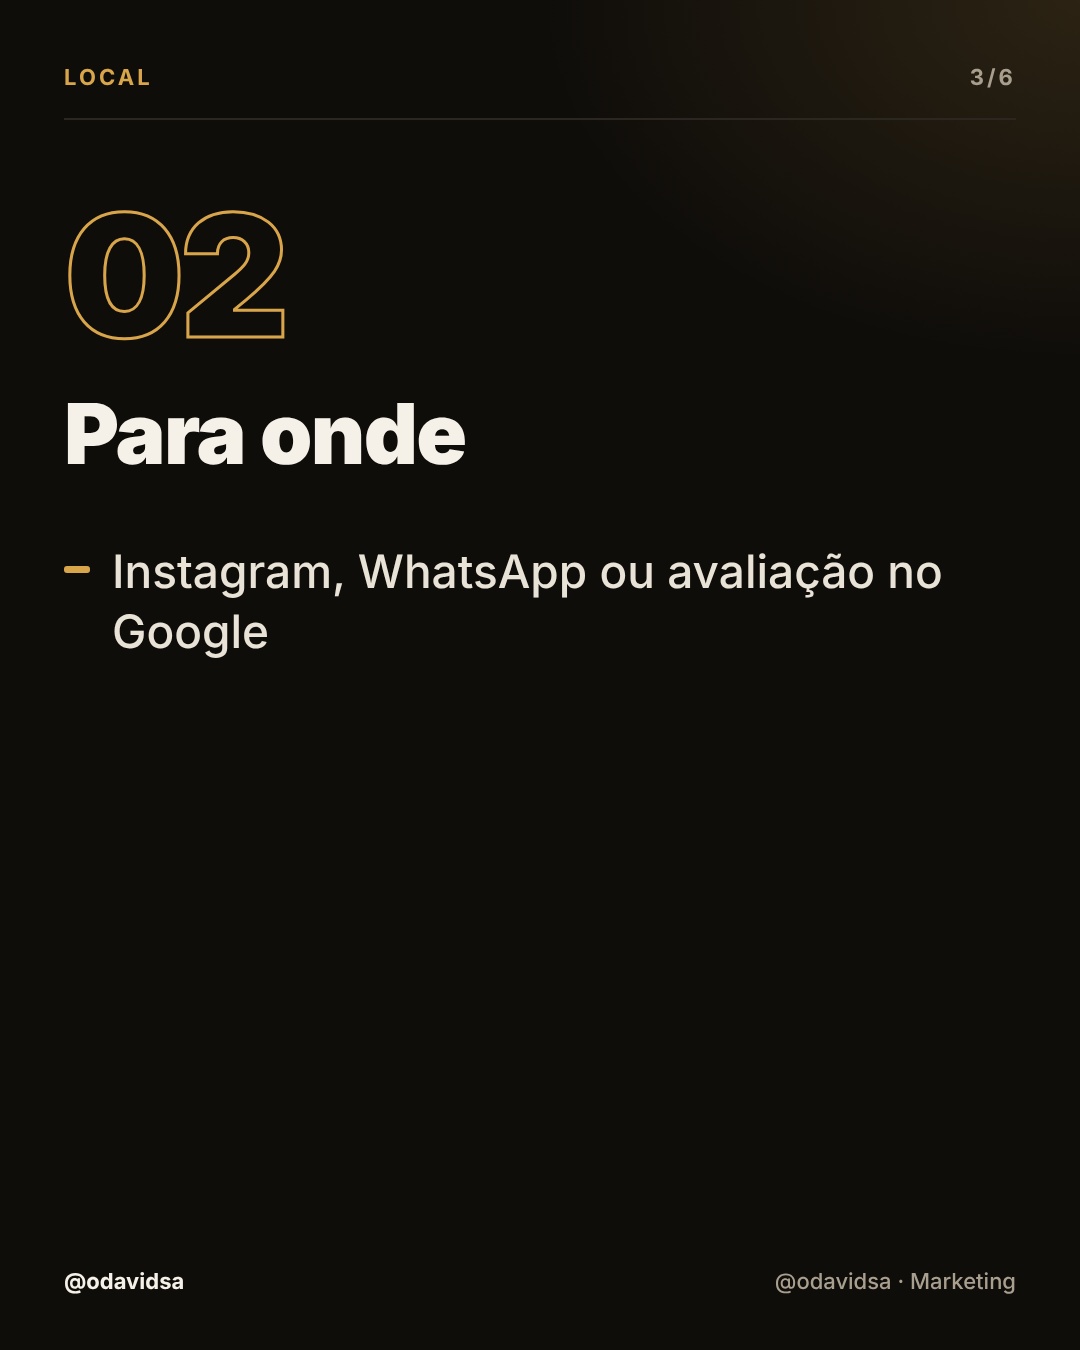 LOCAL
3/6
02
Para onde
Instagram, WhatsApp ou avaliação no
Google
@odavidsa
@odavidsa · Marketing